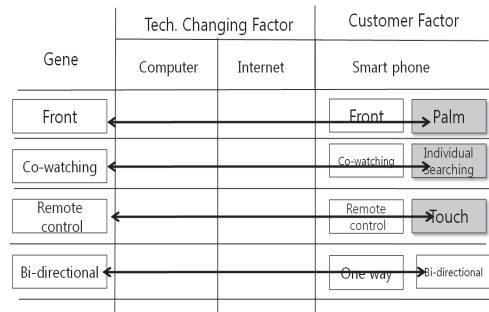 Tech. Changing Factor Customer Factor
Gene Computer Internet Smart phone
Front Front Palm
Co-watching Co-watching Individual
Searching
Remote
control Remote
control Touch
Bi-directional One way Bi-directional